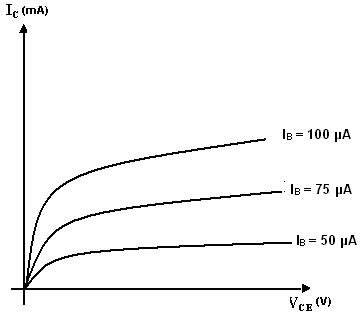 IC (mA)
IB = 100 µA
IB = 75 µA
IB = 50 µA
VCE (V)